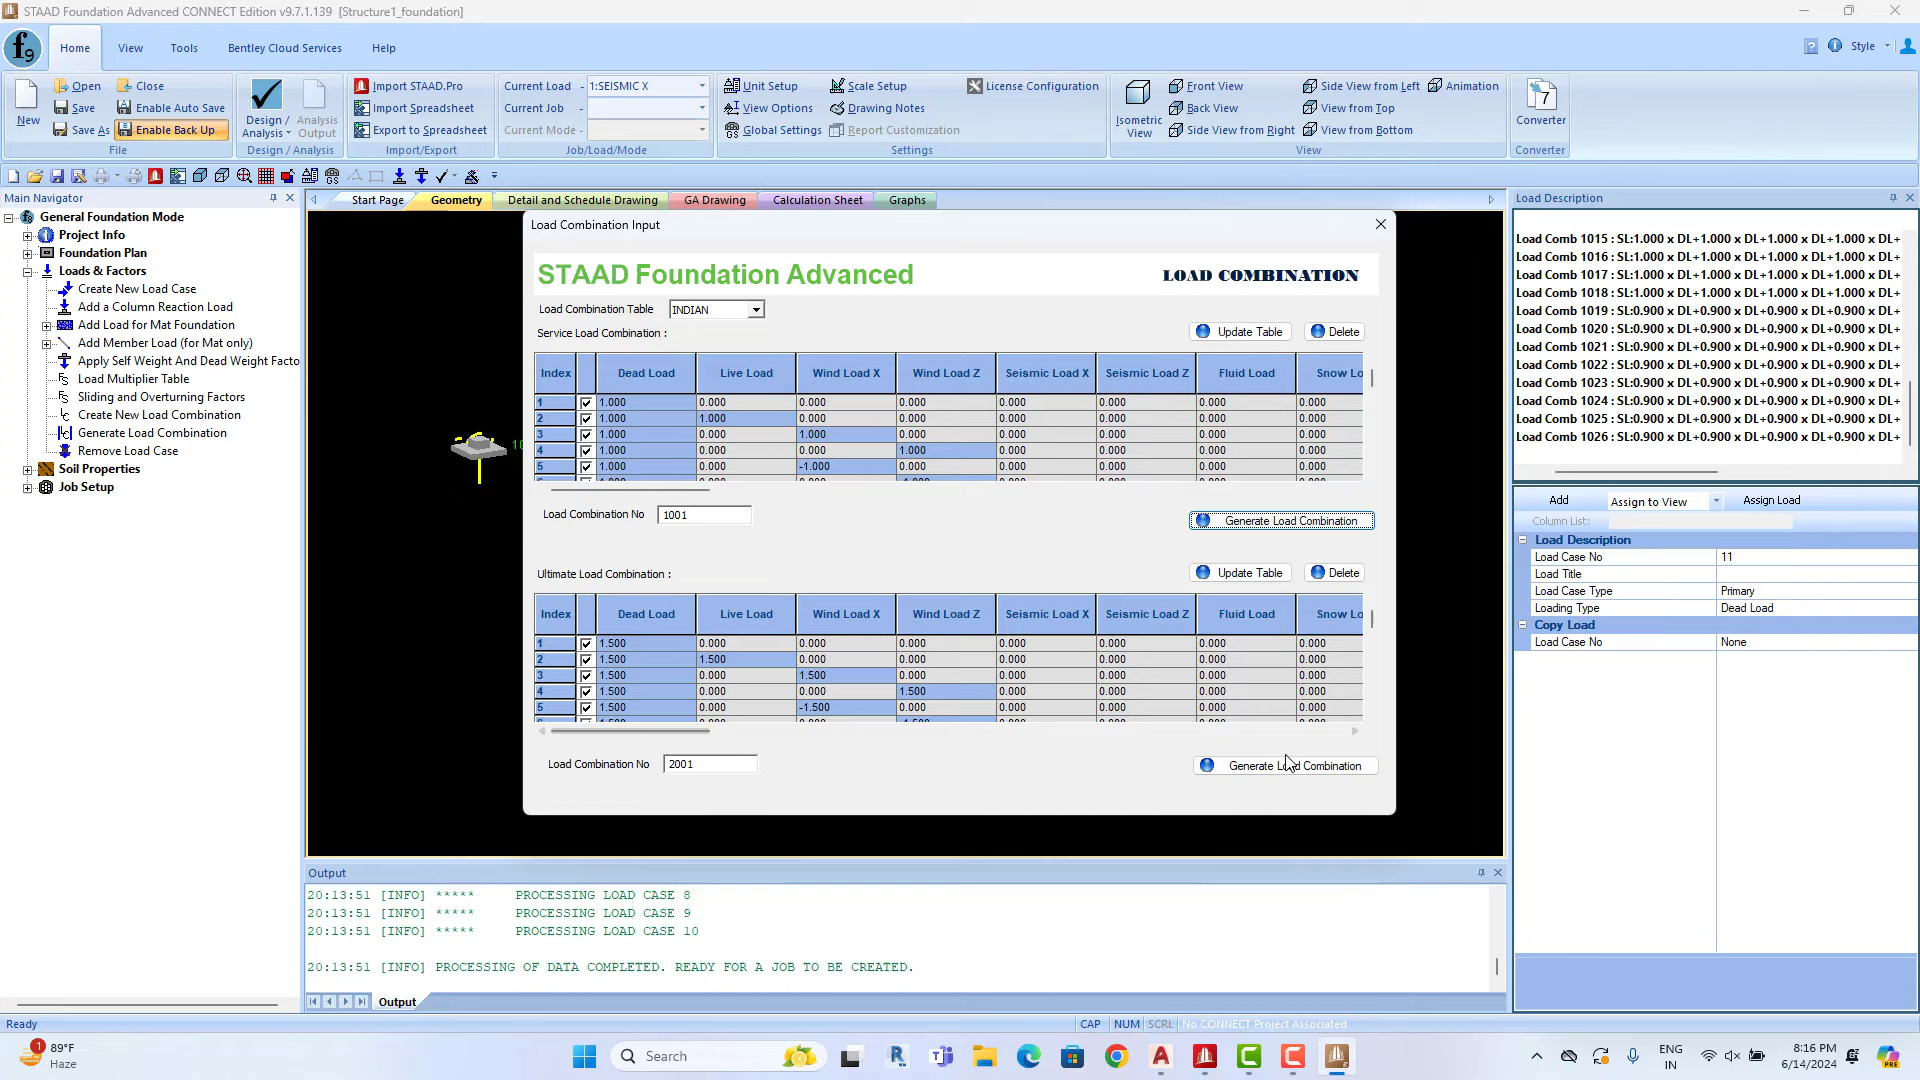 STAAD Foundation Advanced CONNECT Edition v9.7.1.139 [Structure1_foundation]
Home View Tools Bentley Cloud Services Help Style
New Open Save Save As Close Enable Auto Save Enable Back Up File
Design / Analysis Analysis Output Design / Analysis
Import STAAD.Pro Import Spreadsheet Export to Spreadsheet Import/Export
Current Load - 1:SEISMIC X
Current Job -
Current Mode -
Job/Load/Mode
Unit Setup Scale Setup License Configuration
View Options Drawing Notes
Global Settings Report Customization
Settings
Isometric View Front View Side View from Left Animation
Back View View from Top
Side View from Right View from Bottom
View
7 Converter
Converter
Main Navigator
General Foundation Mode
Project Info
Foundation Plan
Loads & Factors
Create New Load Case
Add a Column Reaction Load
Add Load for Mat Foundation
Add Member Load (for Mat only)
Apply Self Weight And Dead Weight Facto
Load Multiplier Table
Sliding and Overturning Factors
Create New Load Combination
Generate Load Combination
Remove Load Case
Soil Properties
Job Setup
Start Page Geometry Detail and Schedule Drawing GA Drawing Calculation Sheet Graphs
Load Combination Input
STAAD Foundation Advanced LOAD COMBINATION
Load Combination Table INDIAN
Service Load Combination : Update Table Delete
Index Dead Load Live Load Wind Load X Wind Load Z Seismic Load X Seismic Load Z Fluid Load Snow Lo
1 1.000 0.000 0.000 0.000 0.000 0.000 0.000 0.000
2 1.000 1.000 0.000 0.000 0.000 0.000 0.000 0.000
3 1.000 0.000 1.000 0.000 0.000 0.000 0.000 0.000
4 1.000 0.000 0.000 1.000 0.000 0.000 0.000 0.000
5 1.000 0.000 -1.000 0.000 0.000 0.000 0.000 0.000
Load Combination No 1001 Generate Load Combination
Ultimate Load Combination : Update Table Delete
Index Dead Load Live Load Wind Load X Wind Load Z Seismic Load X Seismic Load Z Fluid Load Snow Lo
1 1.500 0.000 0.000 0.000 0.000 0.000 0.000 0.000
2 1.500 1.500 0.000 0.000 0.000 0.000 0.000 0.000
3 1.500 0.000 1.500 0.000 0.000 0.000 0.000 0.000
4 1.500 0.000 0.000 1.500 0.000 0.000 0.000 0.000
5 1.500 0.000 -1.500 0.000 0.000 0.000 0.000 0.000
Load Combination No 2001 Generate Load Combination
Load Description
Load Comb 1015 : SL:1.000 x DL+1.000 x DL+1.000 x DL+1.000 x DL+
Load Comb 1016 : SL:1.000 x DL+1.000 x DL+1.000 x DL+1.000 x DL+
Load Comb 1017 : SL:1.000 x DL+1.000 x DL+1.000 x DL+1.000 x DL+
Load Comb 1018 : SL:1.000 x DL+1.000 x DL+1.000 x DL+1.000 x DL+
Load Comb 1019 : SL:0.900 x DL+0.900 x DL+0.900 x DL+0.900 x DL+
Load Comb 1020 : SL:0.900 x DL+0.900 x DL+0.900 x DL+0.900 x DL+
Load Comb 1021 : SL:0.900 x DL+0.900 x DL+0.900 x DL+0.900 x DL+
Load Comb 1022 : SL:0.900 x DL+0.900 x DL+0.900 x DL+0.900 x DL+
Load Comb 1023 : SL:0.900 x DL+0.900 x DL+0.900 x DL+0.900 x DL+
Load Comb 1024 : SL:0.900 x DL+0.900 x DL+0.900 x DL+0.900 x DL+
Load Comb 1025 : SL:0.900 x DL+0.900 x DL+0.900 x DL+0.900 x DL+
Load Comb 1026 : SL:0.900 x DL+0.900 x DL+0.900 x DL+0.900 x DL+
Add Assign to View Assign Load
Column List:
Load Description
Load Case No 11
Load Title
Load Case Type Primary
Loading Type Dead Load
Copy Load
Load Case No None
Output
20:13:51 [INFO] ***** PROCESSING LOAD CASE 8
20:13:51 [INFO] ***** PROCESSING LOAD CASE 9
20:13:51 [INFO] ***** PROCESSING LOAD CASE 10
20:13:51 [INFO] PROCESSING OF DATA COMPLETED. READY FOR A JOB TO BE CREATED.
Output
Ready CAP NUM SCRL No CONNECT Project Associated
1 89°F Haze Search ENG IN 8:16 PM 6/14/2024